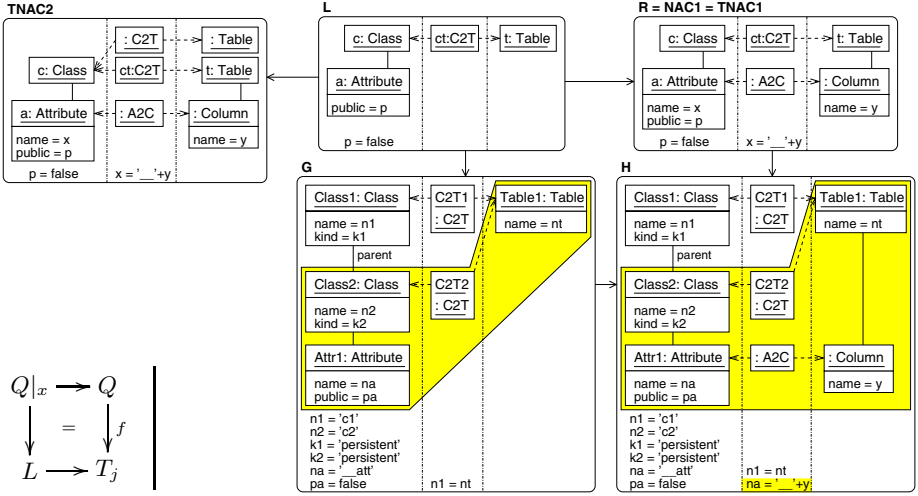 TNAC2
: C2T
: Table
c: Class
ct:C2T
t: Table
a: Attribute
: A2C
: Column
name = x
public = p
name = y
p = false
x = '__'+y
L
c: Class
ct:C2T
t: Table
a: Attribute
public = p
p = false
R = NAC1 = TNAC1
c: Class
ct:C2T
t: Table
a: Attribute
: A2C
: Column
name = x
public = p
name = y
p = false
x = '__'+y
G
Class1: Class
C2T1
: C2T
Table1: Table
name = n1
kind = k1
name = nt
parent
Class2: Class
C2T2
: C2T
name = n2
kind = k2
Attr1: Attribute
name = na
public = pa
n1 = 'c1'
n2 = 'c2'
k1 = 'persistent'
k2 = 'persistent'
na = '__att'
pa = false
n1 = nt
H
Class1: Class
C2T1
: C2T
Table1: Table
name = n1
kind = k1
name = nt
parent
Class2: Class
C2T2
: C2T
name = n2
kind = k2
Attr1: Attribute
: A2C
: Column
name = na
public = pa
name = y
n1 = 'c1'
n2 = 'c2'
k1 = 'persistent'
k2 = 'persistent'
na = '__att'
pa = false
n1 = nt
na = '__'+y
Q|x Q
= f
L Tj